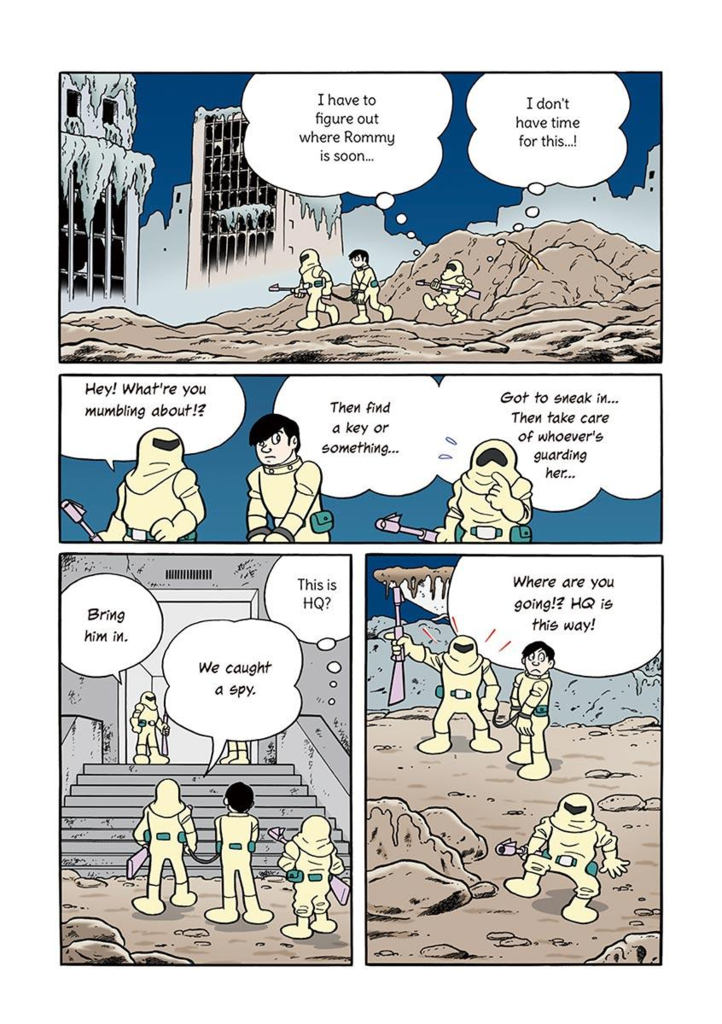 I don't
have time
for this...!
I have to
figure out
where Rommy
is soon...
Got to sneak in...
Then take care
of whoever's
guarding
her...
Then find
a key or
something...
Hey! What're you
mumbling about!?
Where are you
going!? HQ is
this way!
This is
HQ?
We caught
a spy.
Bring
him in.